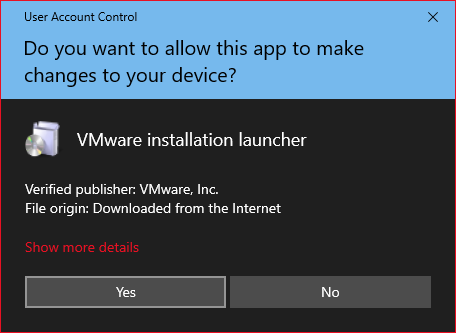 User Account Control
Do you want to allow this app to make
changes to your device?
VMware installation launcher
Verified publisher: VMware, Inc.
File origin: Downloaded from the Internet
Show more details
Yes
No